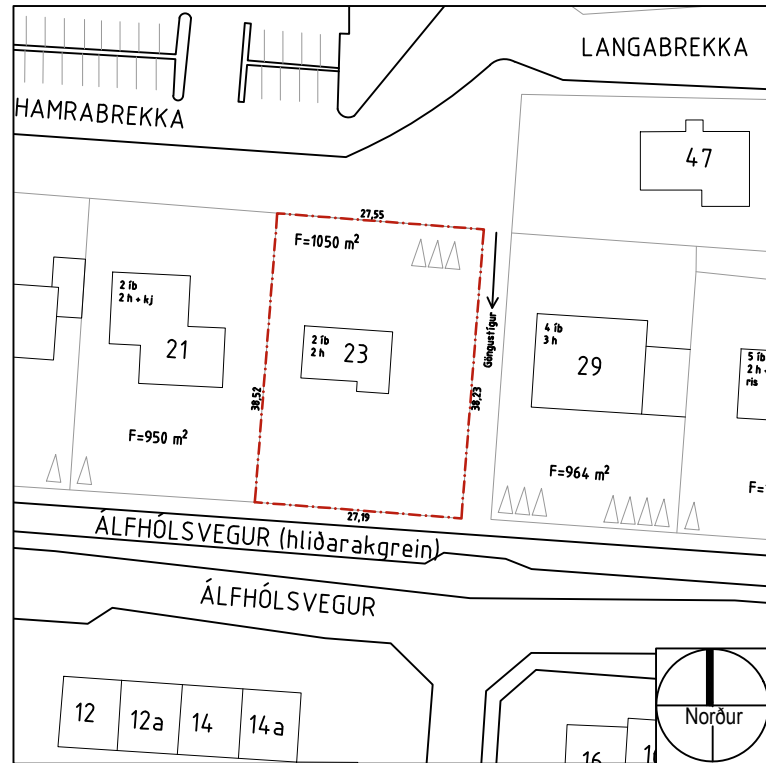 LANGABREKKA
HAMRABREKKA
47
27,55
F=1050 m²
2 íb
2 h + kj
21
2 íb
2 h
23
Göngustígur
4 íb
3 h
29
5 íb
2 h +
ris
38,52
38,23
F=950 m²
F=964 m²
F=
27,19
ÁLFHÓLSVEGUR (hliðarakgrein)
ÁLFHÓLSVEGUR
12
12a
14
14a
16
Norður